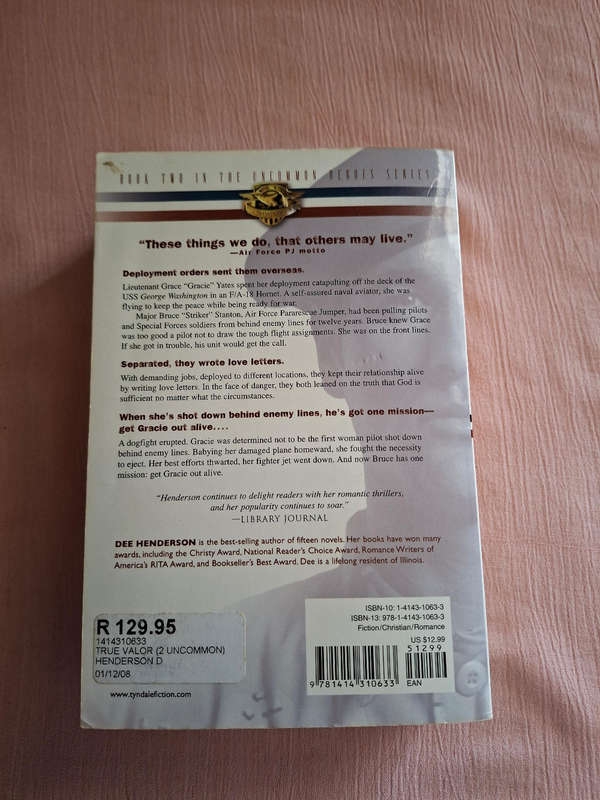 BOOK TWO IN THE UNCOMMON HEROES SERIES
"These things we do, that others may live."
—Air Force PJ motto
Deployment orders sent them overseas.
Lieutenant Grace "Gracie" Yates spent her deployment catapulting off the deck of the
USS George Washington in an F/A-18 Hornet. A self-assured naval aviator, she was
flying to keep the peace while being ready for war.
Major Bruce "Striker" Stanton, Air Force Pararescue Jumper, had been pulling pilots
and Special Forces soldiers from behind enemy lines for twelve years. Bruce knew Grace
was too good a pilot not to draw the tough flight assignments. She was on the front lines.
If she got in trouble, his unit would get the call.
Separated, they wrote love letters.
With demanding jobs, deployed to different locations, they kept their relationship alive
by writing love letters. In the face of danger, they both leaned on the truth that God is
sufficient no matter what the circumstances.
When she's shot down behind enemy lines, he's got one mission—
get Gracie out alive....
A dogfight erupted. Gracie was determined not to be the first woman pilot shot down
behind enemy lines. Babying her damaged plane homeward, she fought the necessity
to eject. Her best efforts thwarted, her fighter jet went down. And now Bruce has one
mission: get Gracie out alive.
"Henderson continues to delight readers with her romantic thrillers,
and her popularity continues to soar."
—LIBRARY JOURNAL
DEE HENDERSON is the best-selling author of fifteen novels. Her books have won many
awards, including the Christy Award, National Reader's Choice Award, Romance Writers of
America's RITA Award, and Bookseller's Best Award. Dee is a lifelong resident of Illinois.
R 129.95
1414310633
TRUE VALOR (2 UNCOMMON)
HENDERSON D
01/12/08
www.tyndalefiction.com
ISBN-10: 1-4143-1063-3
ISBN-13: 978-1-4143-1063-3
Fiction/Christian/Romance
US $12.99
51299
9 781414 310633 EAN